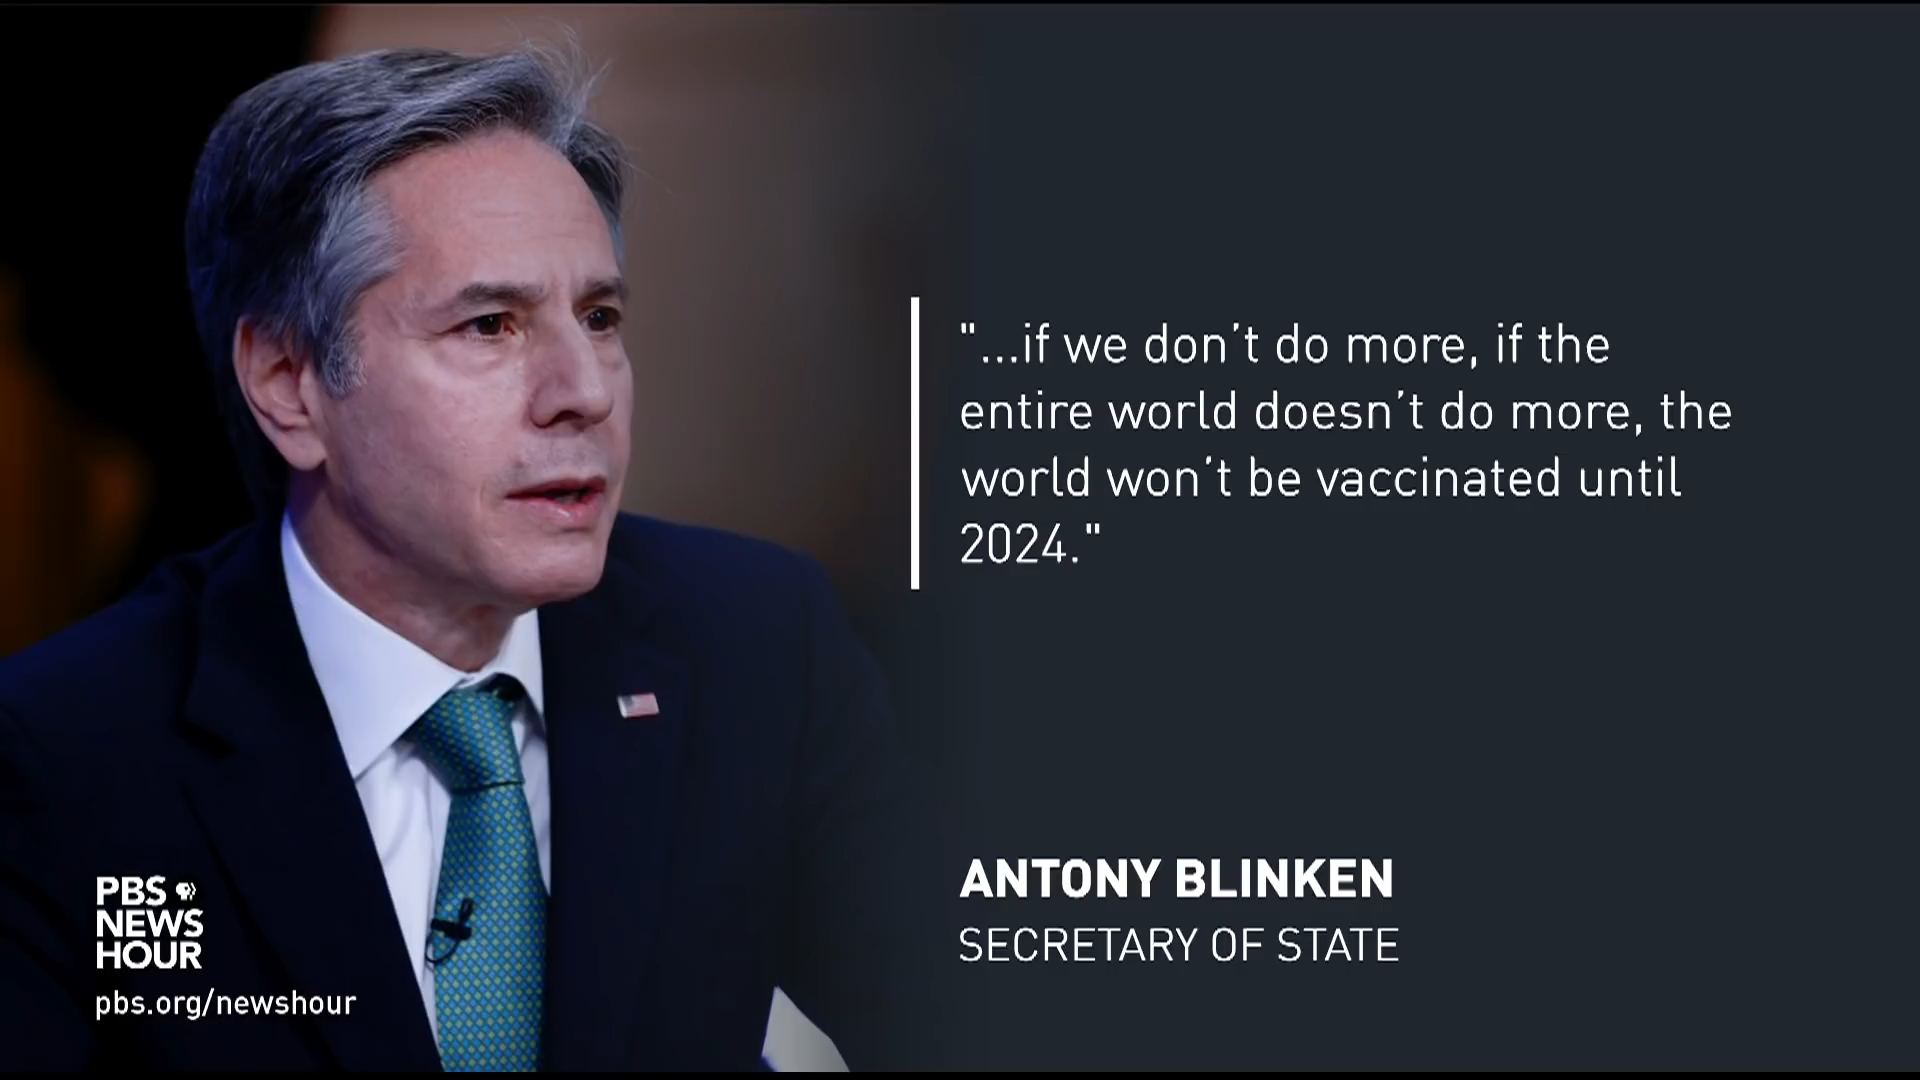 "...if we don't do more, if the
entire world doesn't do more, the
world won't be vaccinated until
2024."
ANTONY BLINKEN
SECRETARY OF STATE
PBS
NEWS
HOUR
pbs.org/newshour